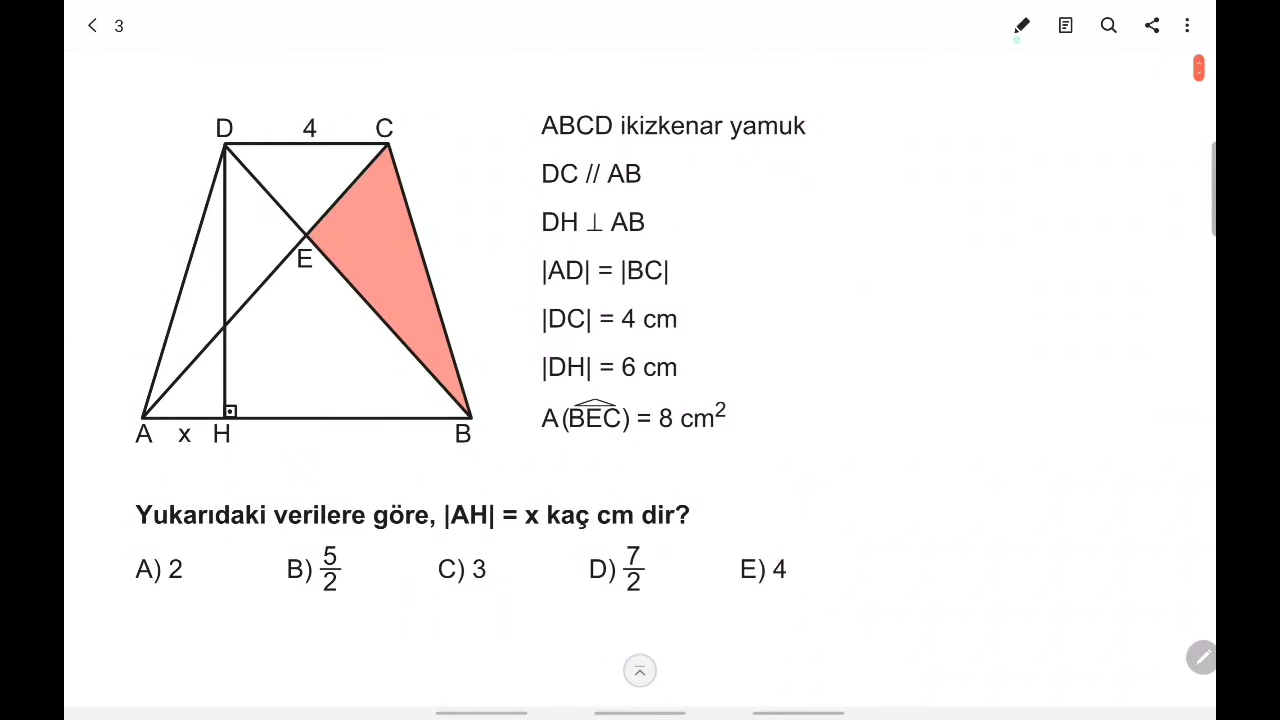 3
D 4 C
E
A x H B
ABCD ikizkenar yamuk
DC // AB
DH ⊥ AB
|AD| = |BC|
|DC| = 4 cm
|DH| = 6 cm
A(BEC) = 8 cm²
Yukarıdaki verilere göre, |AH| = x kaç cm dir?
A) 2 B) 5/2 C) 3 D) 7/2 E) 4